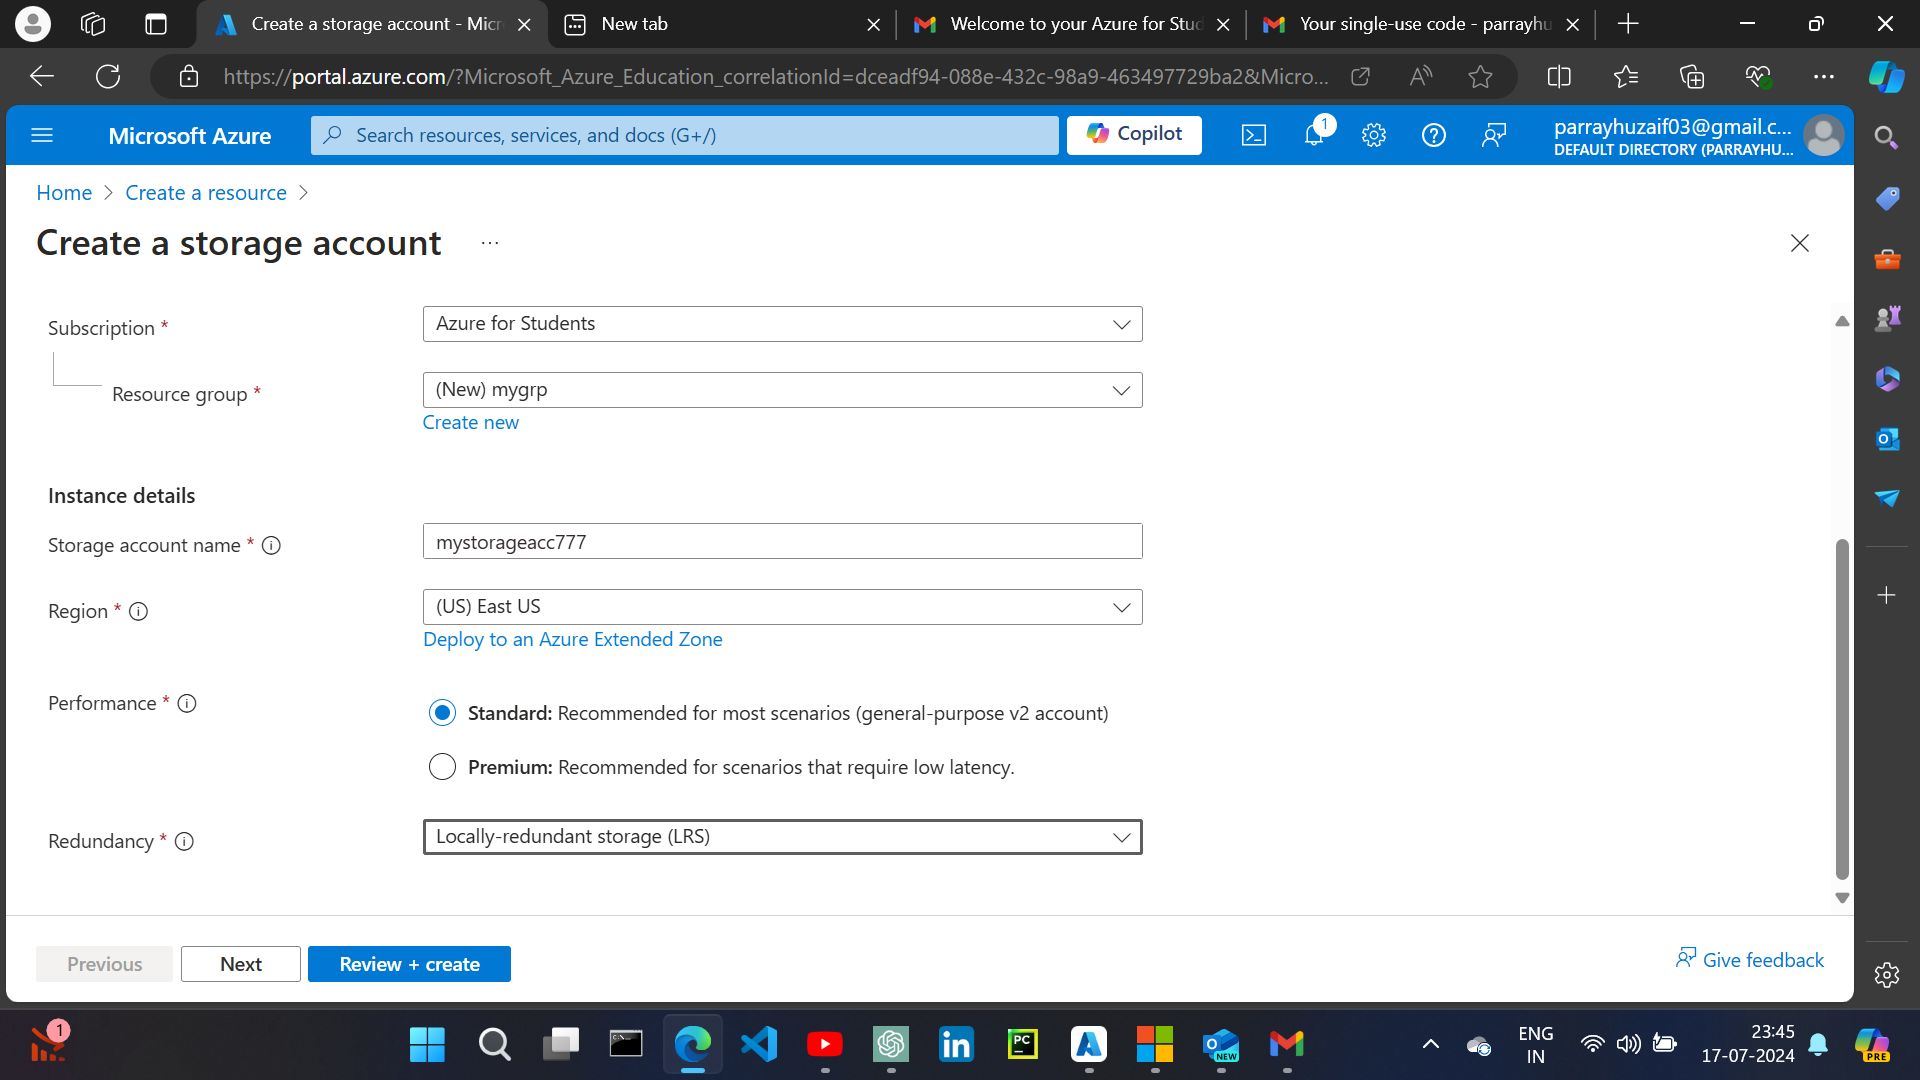 Create a storage account - Micr
New tab
Welcome to your Azure for Stud
Your single-use code - parrayhu
https://portal.azure.com/?Microsoft_Azure_Education_correlationId=dceadf94-088e-432c-98a9-463497729ba2&Micro...
Microsoft Azure
Search resources, services, and docs (G+/)
Copilot
1
parrayhuzaif03@gmail.c...
DEFAULT DIRECTORY (PARRAYHU...
Home > Create a resource >
Create a storage account ...
Subscription *
Azure for Students
Resource group *
(New) mygrp
Create new
Instance details
Storage account name *
mystorageacc777
Region *
(US) East US
Deploy to an Azure Extended Zone
Performance *
Standard: Recommended for most scenarios (general-purpose v2 account)
Premium: Recommended for scenarios that require low latency.
Redundancy *
Locally-redundant storage (LRS)
Previous
Next
Review + create
Give feedback
1
PC
NEW
ENG
IN
23:45
17-07-2024
PRE